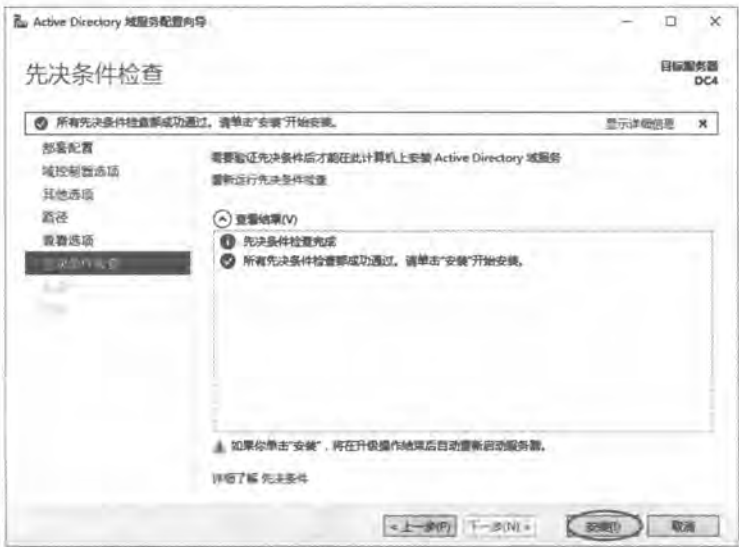 Active Directory 域服务配置向导
先决条件检查
目标服务器
DC4
所有先决条件检查都成功通过。请单击"安装"开始安装。
显示详细信息
部署配置
域控制器选项
其他选项
路径
查看选项
先决条件检查
需要验证先决条件后才能在此计算机上安装 Active Directory 域服务
重新运行先决条件检查
查看结果(V)
先决条件检查完成
所有先决条件检查都成功通过。请单击"安装"开始安装。
如果你单击"安装"，将在升级操作结束后自动重新启动服务器。
详细了解 先决条件
< 上一步(P)
下一步(N) >
安装(I)
取消